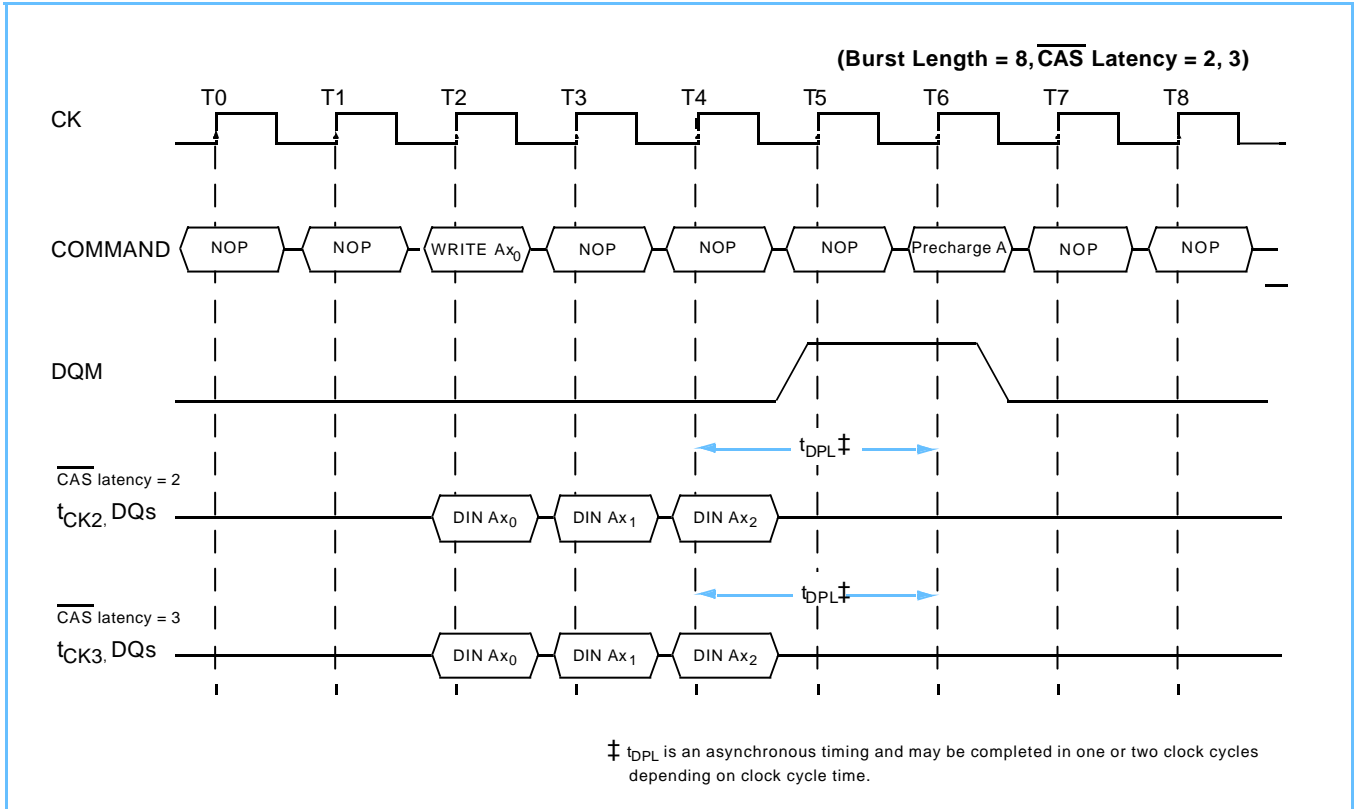 (Burst Length = 8, CAS Latency = 2, 3)
T0 T1 T2 T3 T4 T5 T6 T7 T8
CK
COMMAND NOP NOP WRITE Ax0 NOP NOP NOP Precharge A NOP NOP
DQM
tDPL ‡
CAS latency = 2
tCK2, DQs DIN Ax0 DIN Ax1 DIN Ax2
tDPL‡
CAS latency = 3
tCK3, DQs DIN Ax0 DIN Ax1 DIN Ax2
‡ tDPL is an asynchronous timing and may be completed in one or two clock cycles
depending on clock cycle time.